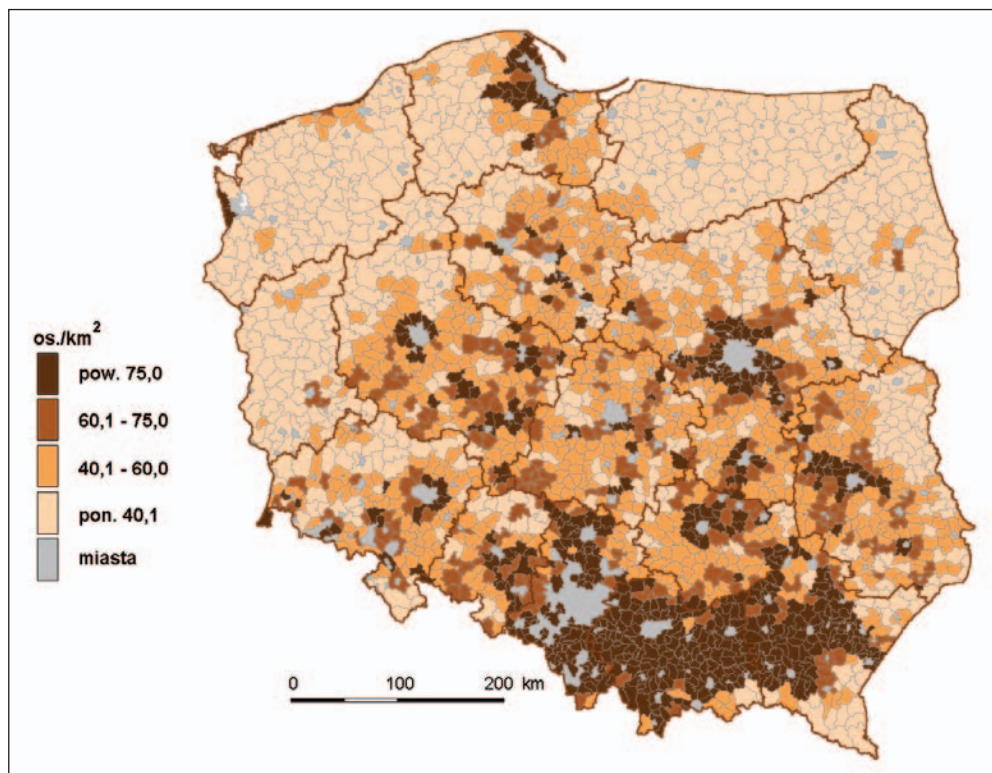 os./km²
pow. 75,0
60,1 - 75,0
40,1 - 60,0
pon. 40,1
miasta
0 100 200 km